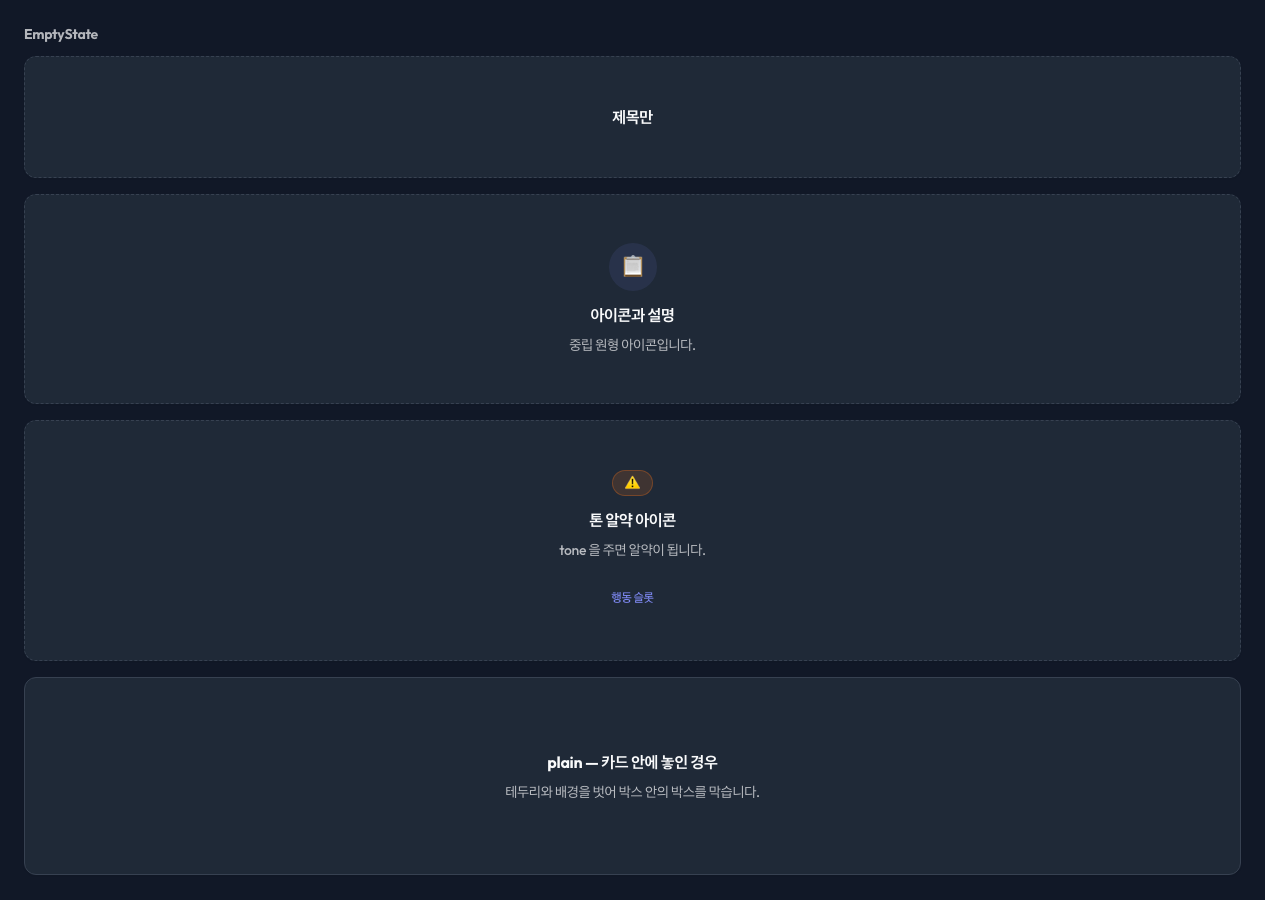 EmptyState
제목만
아이콘과 설명
중립 원형 아이콘입니다.
톤 알약 아이콘
tone 을 주면 알약이 됩니다.
행동 슬롯
plain — 카드 안에 놓인 경우
테두리와 배경을 벗어 박스 안의 박스를 막습니다.